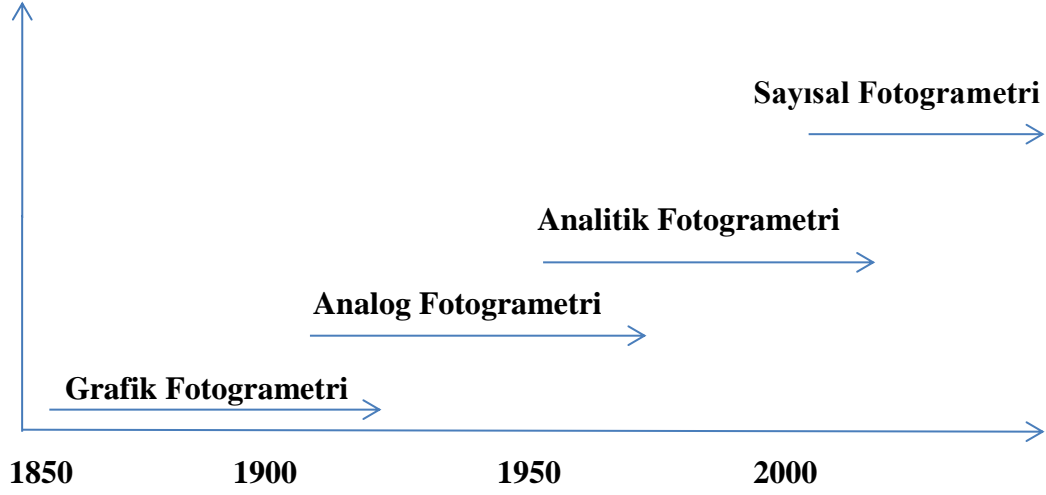 Sayısal Fotogrametri
Analitik Fotogrametri
Analog Fotogrametri
Grafik Fotogrametri
1850 1900 1950 2000